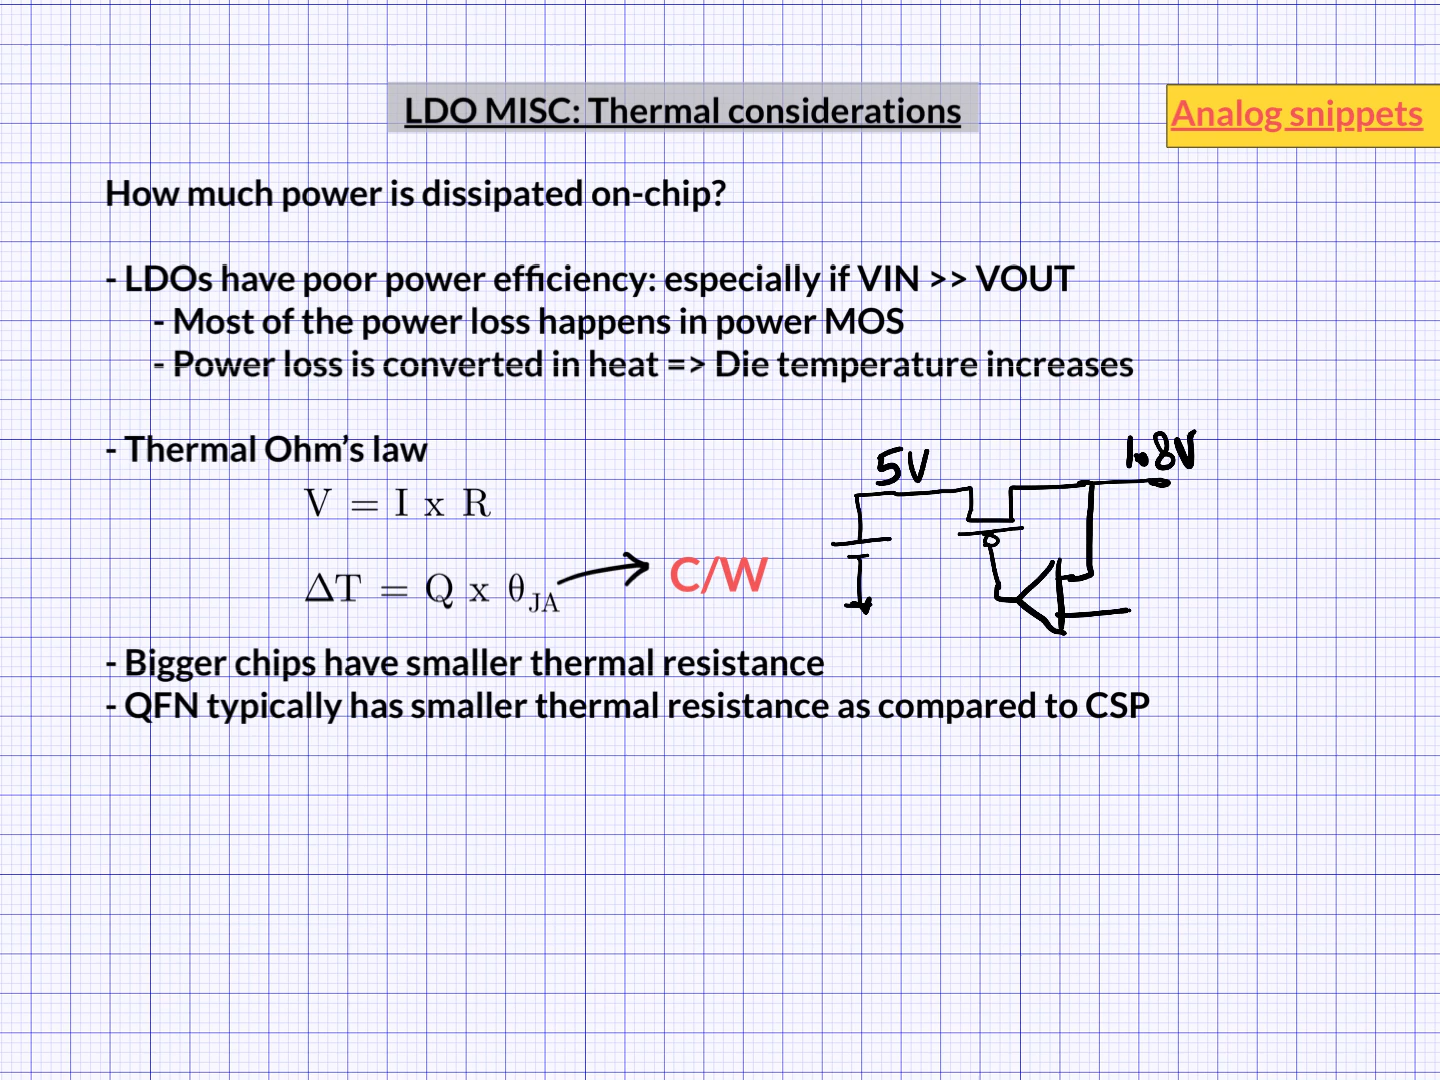 LDO MISC: Thermal considerations
Analog snippets
How much power is dissipated on-chip?
- LDOs have poor power efficiency: especially if VIN >> VOUT
- Most of the power loss happens in power MOS
- Power loss is converted in heat => Die temperature increases
- Thermal Ohm's law
V = I x R
ΔT = Q x θJA
C/W
5V
1.8V
- Bigger chips have smaller thermal resistance
- QFN typically has smaller thermal resistance as compared to CSP